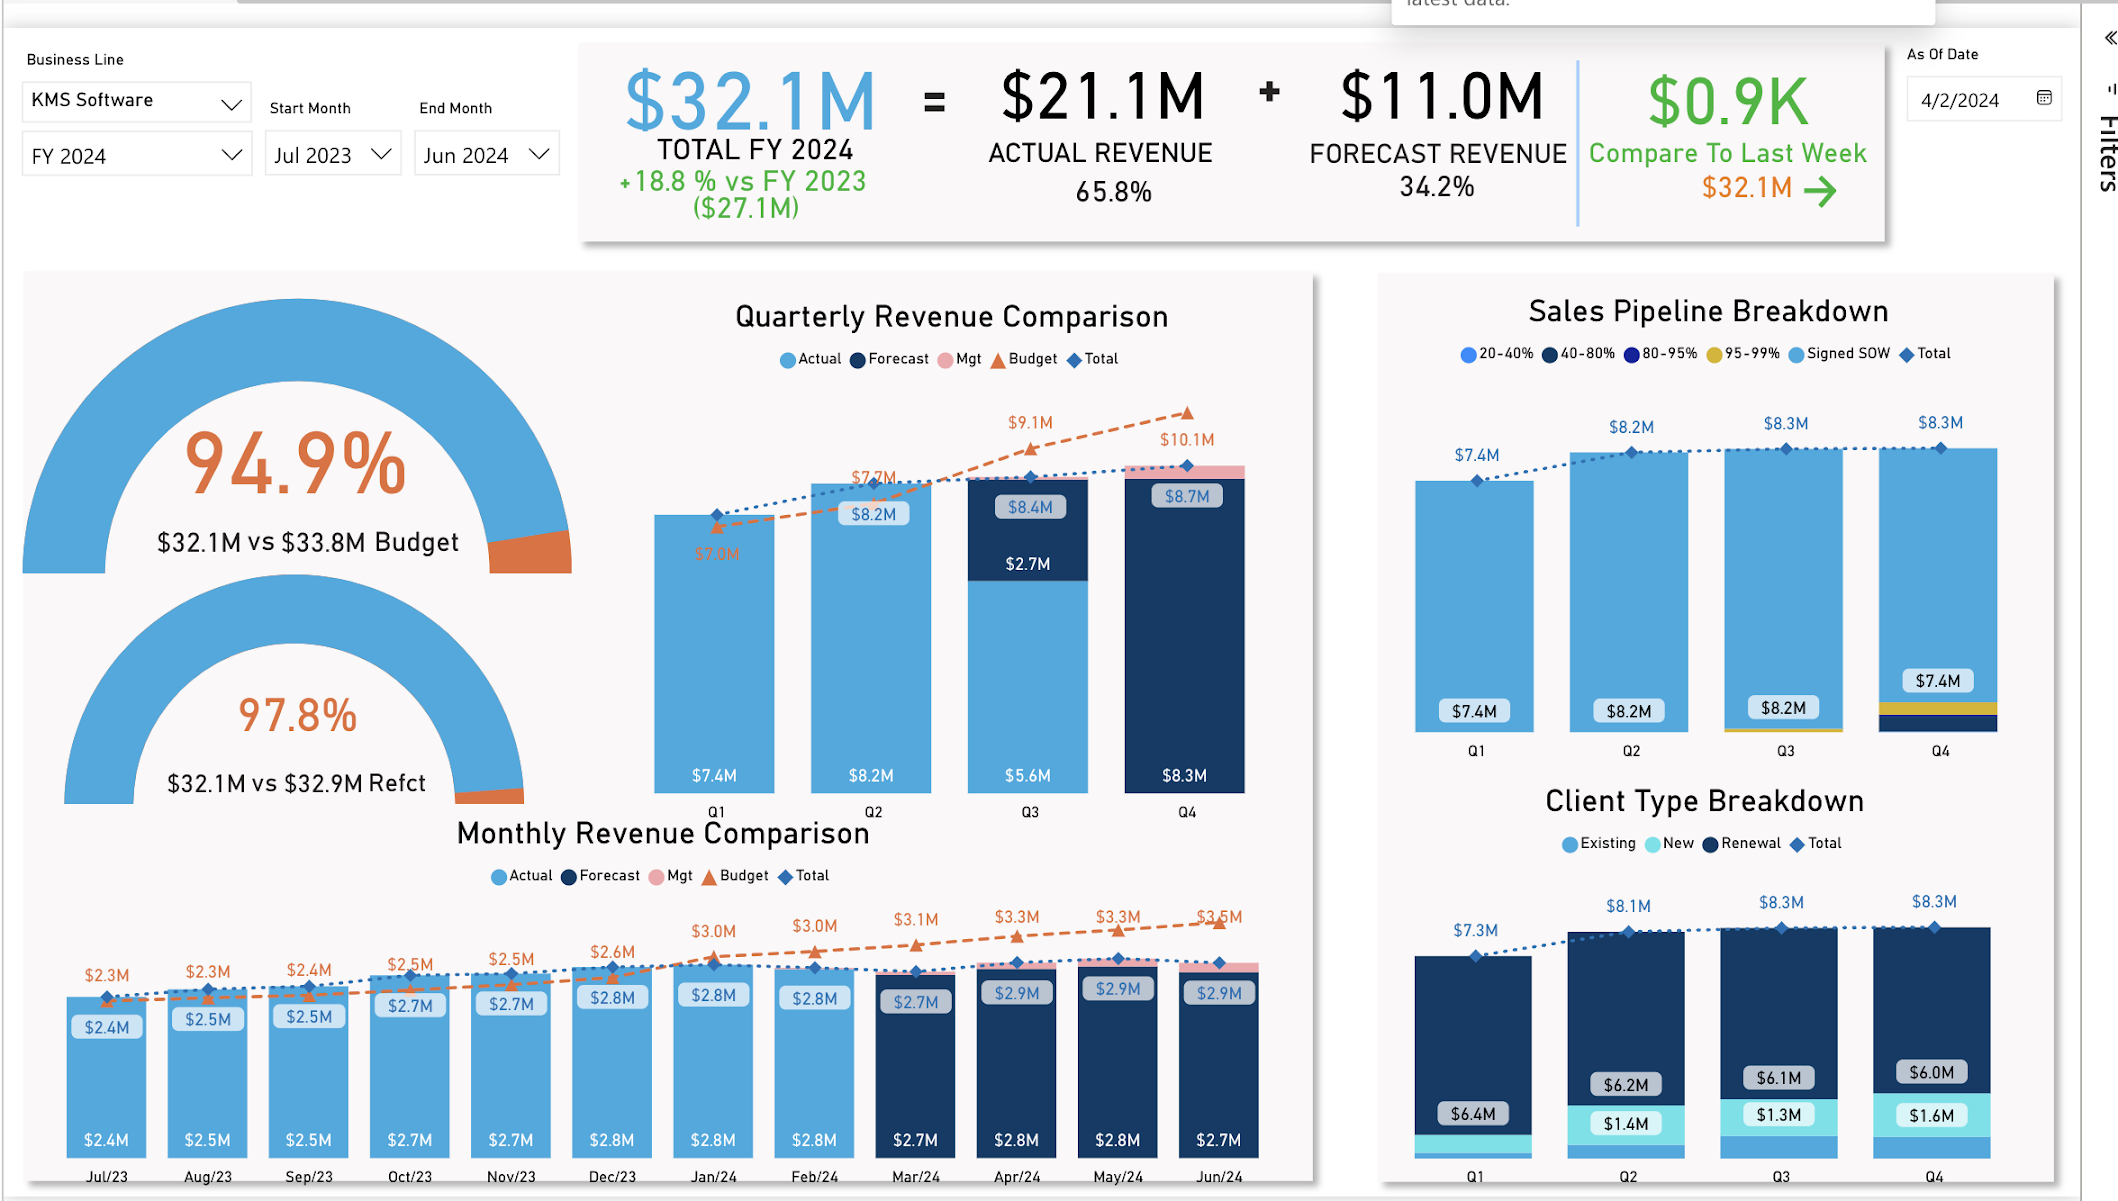 latest data.
Business Line
KMS Software
FY 2024
Start Month
Jul 2023
End Month
Jun 2024
$32.1M
TOTAL FY 2024
+18.8 % vs FY 2023
($27.1M)
=
$21.1M
ACTUAL REVENUE
65.8%
+
$11.0M
FORECAST REVENUE
34.2%
$0.9K
Compare To Last Week
$32.1M
As Of Date
4/2/2024
Filters
94.9%
$32.1M vs $33.8M Budget
97.8%
$32.1M vs $32.9M Refct
Quarterly Revenue Comparison
Actual Forecast Mgt Budget Total
$9.1M
$10.1M
$7.7M
$8.2M
$8.4M
$8.7M
$7.0M
$2.7M
$7.4M $8.2M $5.6M $8.3M
Q1 Q2 Q3 Q4
Monthly Revenue Comparison
Actual Forecast Mgt Budget Total
$2.3M $2.3M $2.4M $2.5M $2.5M $2.6M $3.0M $3.0M $3.1M $3.3M $3.3M $3.5M
$2.4M $2.5M $2.5M $2.7M $2.7M $2.8M $2.8M $2.8M $2.7M $2.9M $2.9M $2.9M
$2.4M $2.5M $2.5M $2.7M $2.7M $2.8M $2.8M $2.8M $2.7M $2.8M $2.8M $2.7M
Jul/23 Aug/23 Sep/23 Oct/23 Nov/23 Dec/23 Jan/24 Feb/24 Mar/24 Apr/24 May/24 Jun/24
Sales Pipeline Breakdown
20-40% 40-80% 80-95% 95-99% Signed SOW Total
$7.4M $8.2M $8.3M $8.3M
$7.4M $8.2M $8.2M $7.4M
Q1 Q2 Q3 Q4
Client Type Breakdown
Existing New Renewal Total
$7.3M $8.1M $8.3M $8.3M
$6.4M $6.2M $6.1M $6.0M
$1.4M $1.3M $1.6M
Q1 Q2 Q3 Q4